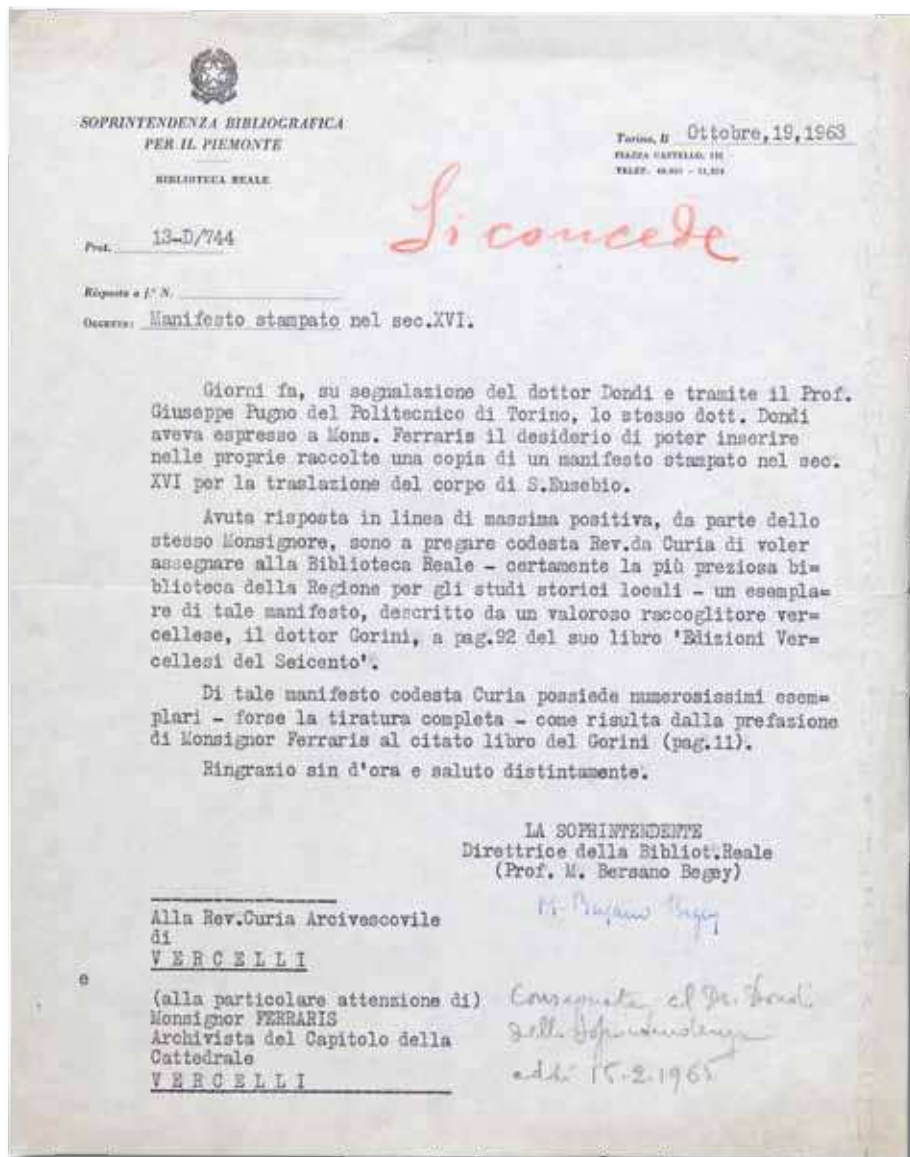 SOPRINTENDENZA BIBLIOGRAFICA
PER IL PIEMONTE
BIBLIOTECA REALE
Torino, li Ottobre,19,1963
PIAZZA CASTELLO, 191
TELEF.
Si concede
Prot. 13-D/744
Risposta a f.° N.
OGGETTO: Manifesto stampato nel sec.XVI.
Giorni fa, su segnalazione del dottor Dondi e tramite il Prof.
Giuseppe Pugno del Politecnico di Torino, lo stesso dott. Dondi
aveva espresso a Mons. Ferraris il desiderio di poter inserire
nelle proprie raccolte una copia di un manifesto stampato nel sec.
XVI per la traslazione del corpo di S.Eusebio.
Avuta risposta in linea di massima positiva, da parte dello
stesso Monsignore, sono a pregare codesta Rev.da Curia di voler
assegnare alla Biblioteca Reale - certamente la più preziosa bi=
blioteca della Regione per gli studi storici locali - un esempla=
re di tale manifesto, descritto da un valoroso raccoglitore ver=
cellese, il dottor Gorini, a pag.92 del suo libro 'Edizioni Ver=
cellesi del Seicento'.
Di tale manifesto codesta Curia possiede numerosissimi esem=
plari - forse la tiratura completa - come risulta dalla prefazione
di Monsignor Ferraris al citato libro del Gorini (pag.11).
Ringrazio sin d'ora e saluto distintamente.
LA SOPRINTENDENTE
Direttrice della Bibliot.Reale
(Prof. M. Bersano Begey)
M. Bersano Begey
Alla Rev.Curia Arcivescovile
di
VERCELLI
e
(alla particolare attenzione di)
Monsignor FERRARIS
Archivista del Capitolo della
Cattedrale
VERCELLI
Consegnata al Dr. Dondi
della Soprintendenza
addì 15-2-1965